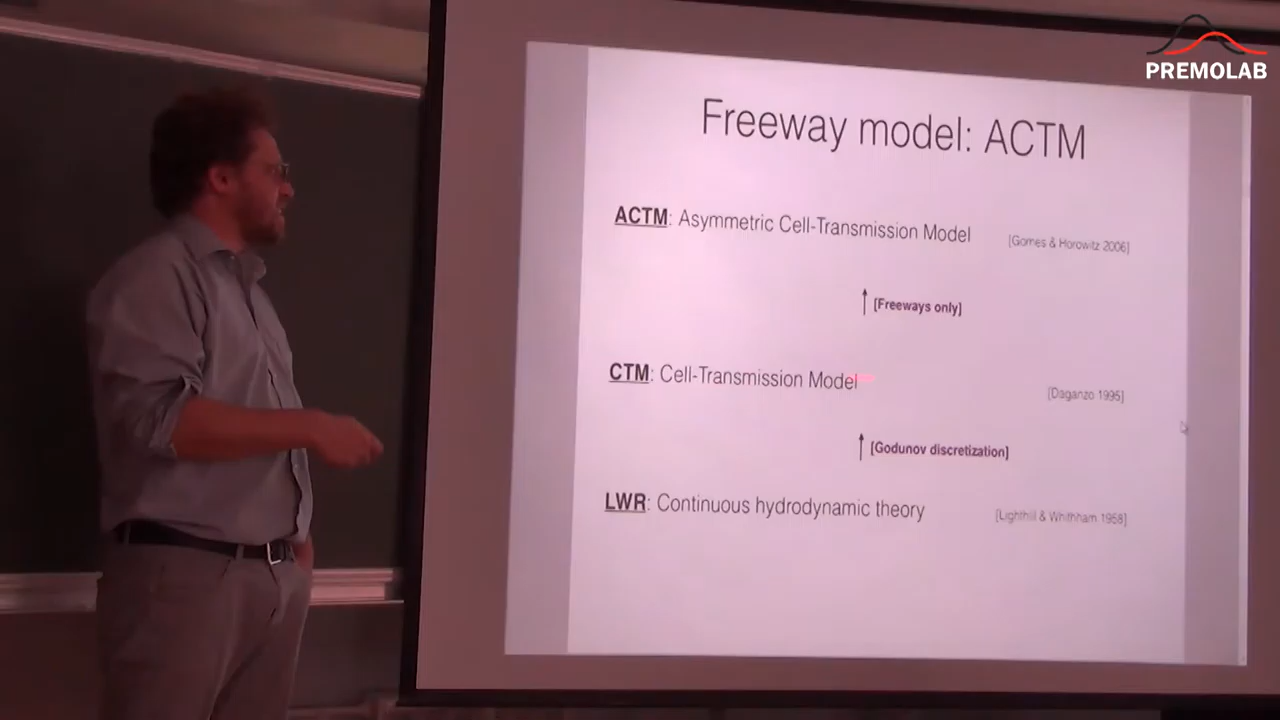 PREMOLAB
Freeway model: ACTM
ACTM: Asymmetric Cell-Transmission Model [Gomes & Horowitz 2006]
[Freeways only]
CTM: Cell-Transmission Model [Daganzo 1995]
[Godunov discretization]
LWR: Continuous hydrodynamic theory [Lighthill & Whithham 1958]